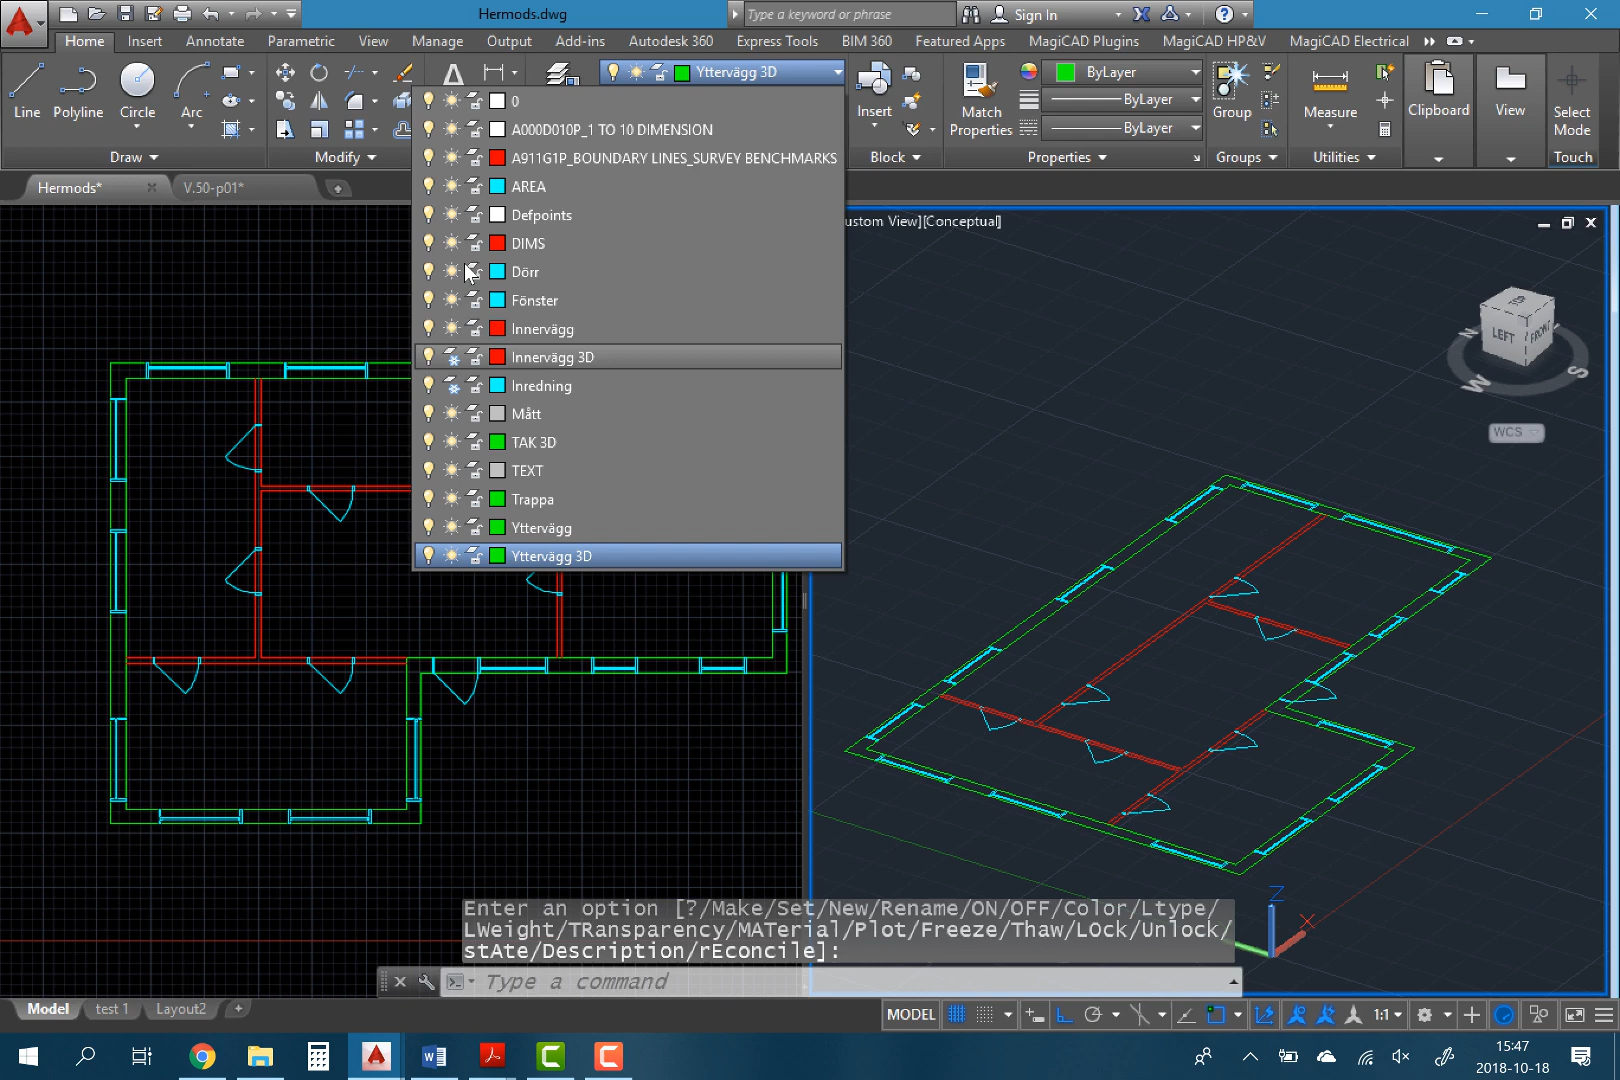 Hermods.dwg
Type a keyword or phrase
Sign In
Home
Insert
Annotate
Parametric
View
Manage
Output
Add-ins
Autodesk 360
Express Tools
BIM 360
Featured Apps
MagiCAD Plugins
MagiCAD HP&V
MagiCAD Electrical
Yttervägg 3D
ByLayer
ByLayer
ByLayer
Line
Polyline
Circle
Arc
Insert
Match
Properties
Group
Measure
Clipboard
View
Select
Mode
Draw
Modify
Block
Properties
Groups
Utilities
Touch
Hermods*
V.50-p01*
0
A000D010P_1 TO 10 DIMENSION
A911G1P_BOUNDARY LINES_SURVEY BENCHMARKS
AREA
Defpoints
DIMS
Dörr
Fönster
Innervägg
Innervägg 3D
Inredning
Mått
TAK 3D
TEXT
Trappa
Yttervägg
Yttervägg 3D
ustom View][Conceptual]
LEFT
FRONT
N
W
S
WCS
Z
X
Enter an option [?/Make/Set/New/Rename/ON/OFF/Color/Ltype/
LWeight/TRansparency/MATerial/Plot/Freeze/Thaw/LOck/Unlock/
stAte/Description/rEconcile]:
Type a command
Model
test 1
Layout2
MODEL
1:1
15:47
2018-10-18